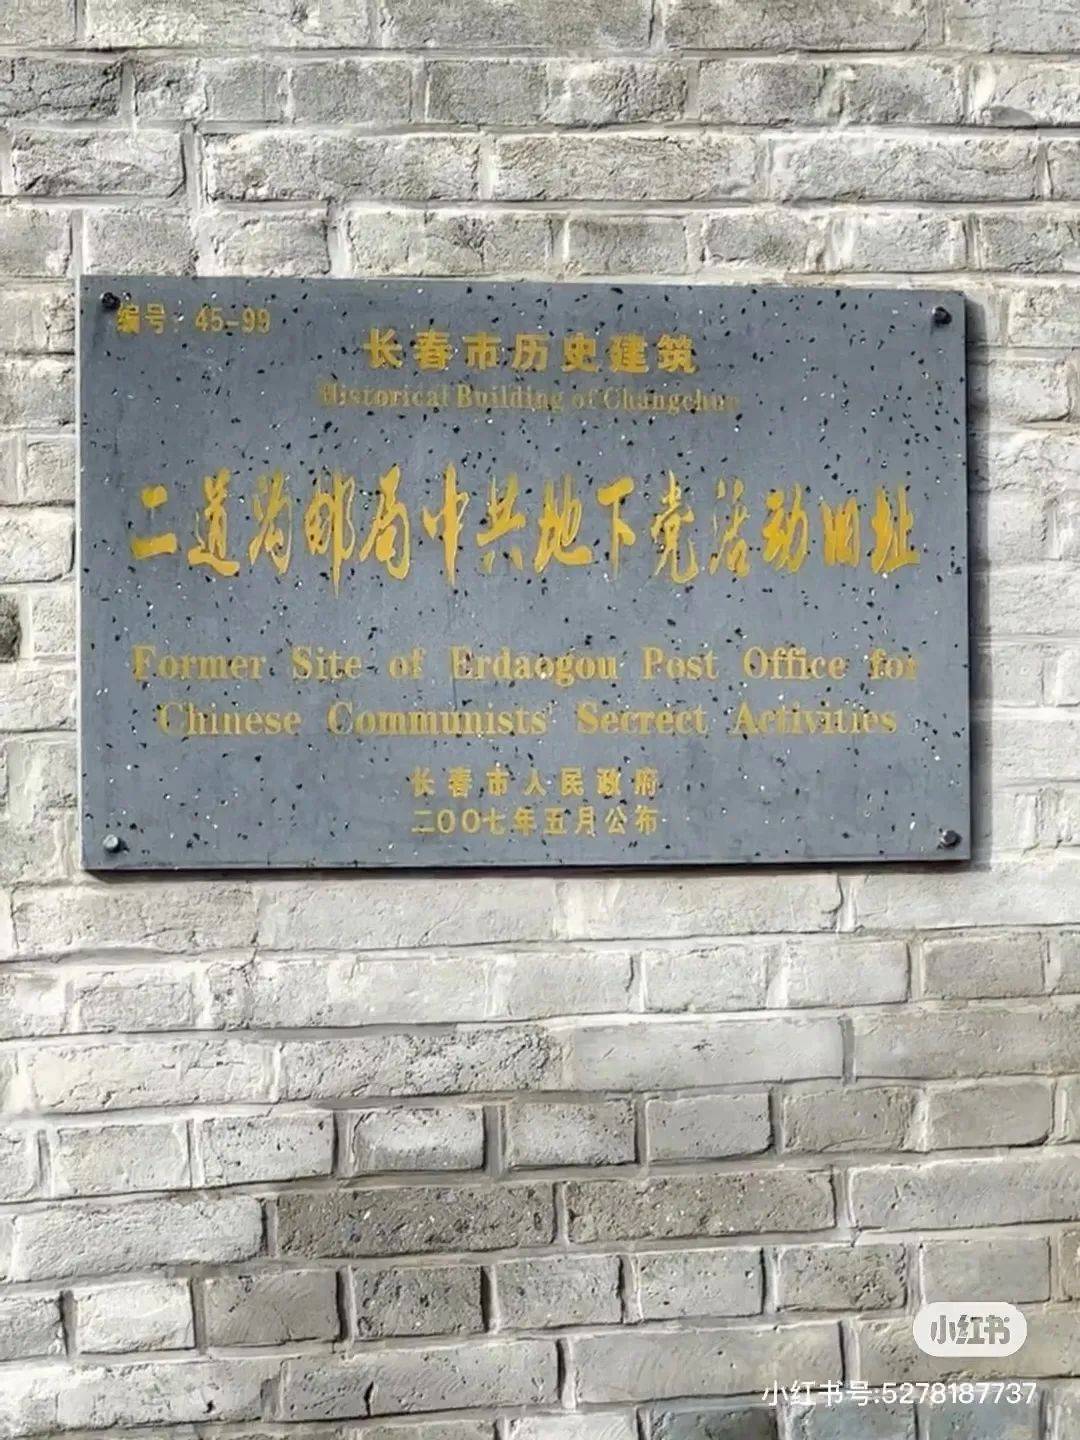 编号：45-99
长春市历史建筑
Historical Building of Changchun
二道沟邮局中共地下党活动旧址
Former Site of Erdaogou Post Office for
Chinese Communists' Secrect Activities
长春市人民政府
二〇〇七年五月公布
小红书
小红书号:5278187737